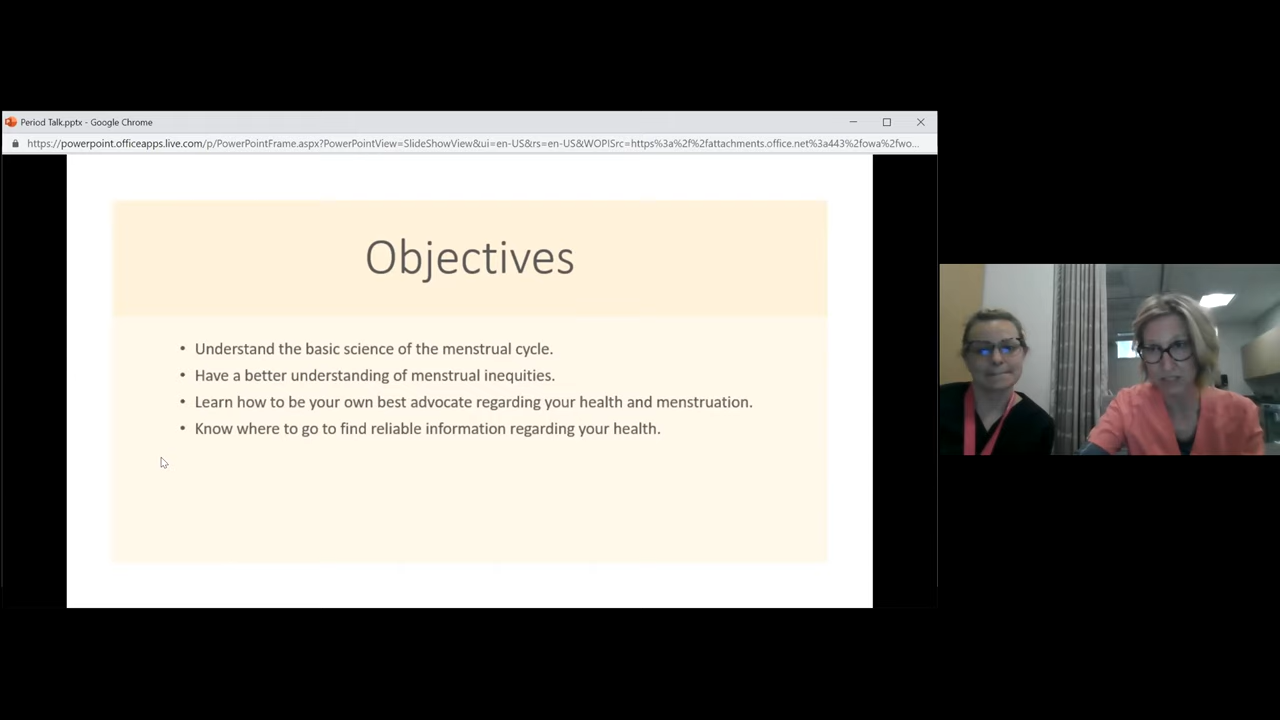 Period Talk.pptx - Google Chrome
https://powerpoint.officeapps.live.com/p/PowerPointFrame.aspx?PowerPointView=SlideShowView&ui=en-US&rs=en-US&WOPISrc=https%3a%2f%2fattachments.office.net%3a443%2fowa%2fwo...
Objectives
• Understand the basic science of the menstrual cycle.
• Have a better understanding of menstrual inequities.
• Learn how to be your own best advocate regarding your health and menstruation.
• Know where to go to find reliable information regarding your health.